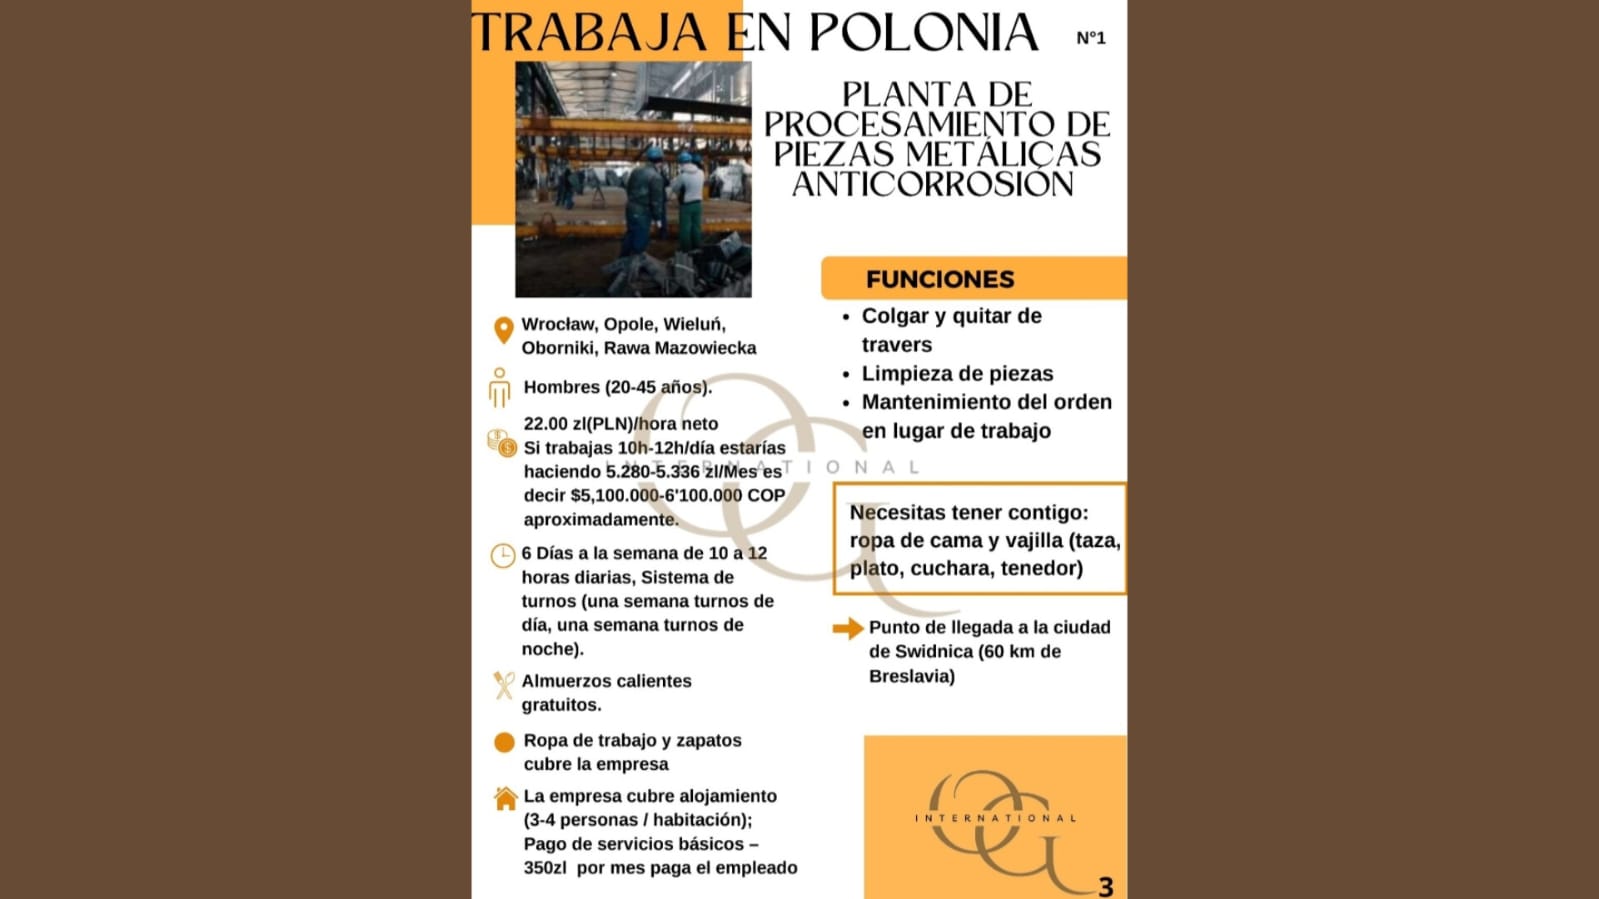 TRABAJA EN POLONIA
N°1
PLANTA DE
PROCESAMIENTO DE
PIEZAS METÁLICAS
ANTICORROSIÓN
Wrocław, Opole, Wieluń,
Oborniki, Rawa Mazowiecka
Hombres (20-45 años).
22.00 zl(PLN)/hora neto
Si trabajas 10h-12h/día estarías
haciendo 5.280-5.336 zl/Mes es
decir $5,100.000-6'100.000 COP
aproximadamente.
6 Días a la semana de 10 a 12
horas diarias, Sistema de
turnos (una semana turnos de
día, una semana turnos de
noche).
Almuerzos calientes
gratuitos.
Ropa de trabajo y zapatos
cubre la empresa
La empresa cubre alojamiento
(3-4 personas / habitación);
Pago de servicios básicos –
350zl por mes paga el empleado
FUNCIONES
• Colgar y quitar de
travers
• Limpieza de piezas
• Mantenimiento del orden
en lugar de trabajo
INTERNATIONAL
Necesitas tener contigo:
ropa de cama y vajilla (taza,
plato, cuchara, tenedor)
Punto de llegada a la ciudad
de Swidnica (60 km de
Breslavia)
OG
INTERNATIONAL
3